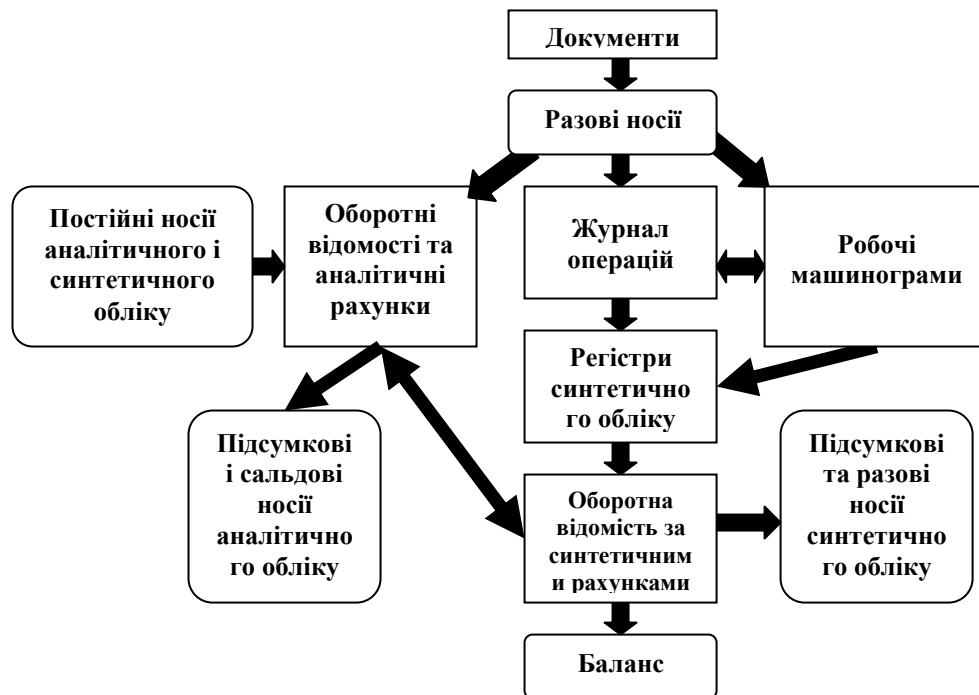 Документи
Разові носії
Постійні носії
аналітичного і
синтетичного
обліку
Оборотні
відомості та
аналітичні
рахунки
Журнал
операцій
Робочі
машинограми
Регістри
синтетично
го обліку
Підсумкові
і сальдові
носії
аналітично
го обліку
Оборотна
відомість за
синтетичним
и рахунками
Підсумкові
та разові
носії
синтетично
го обліку
Баланс